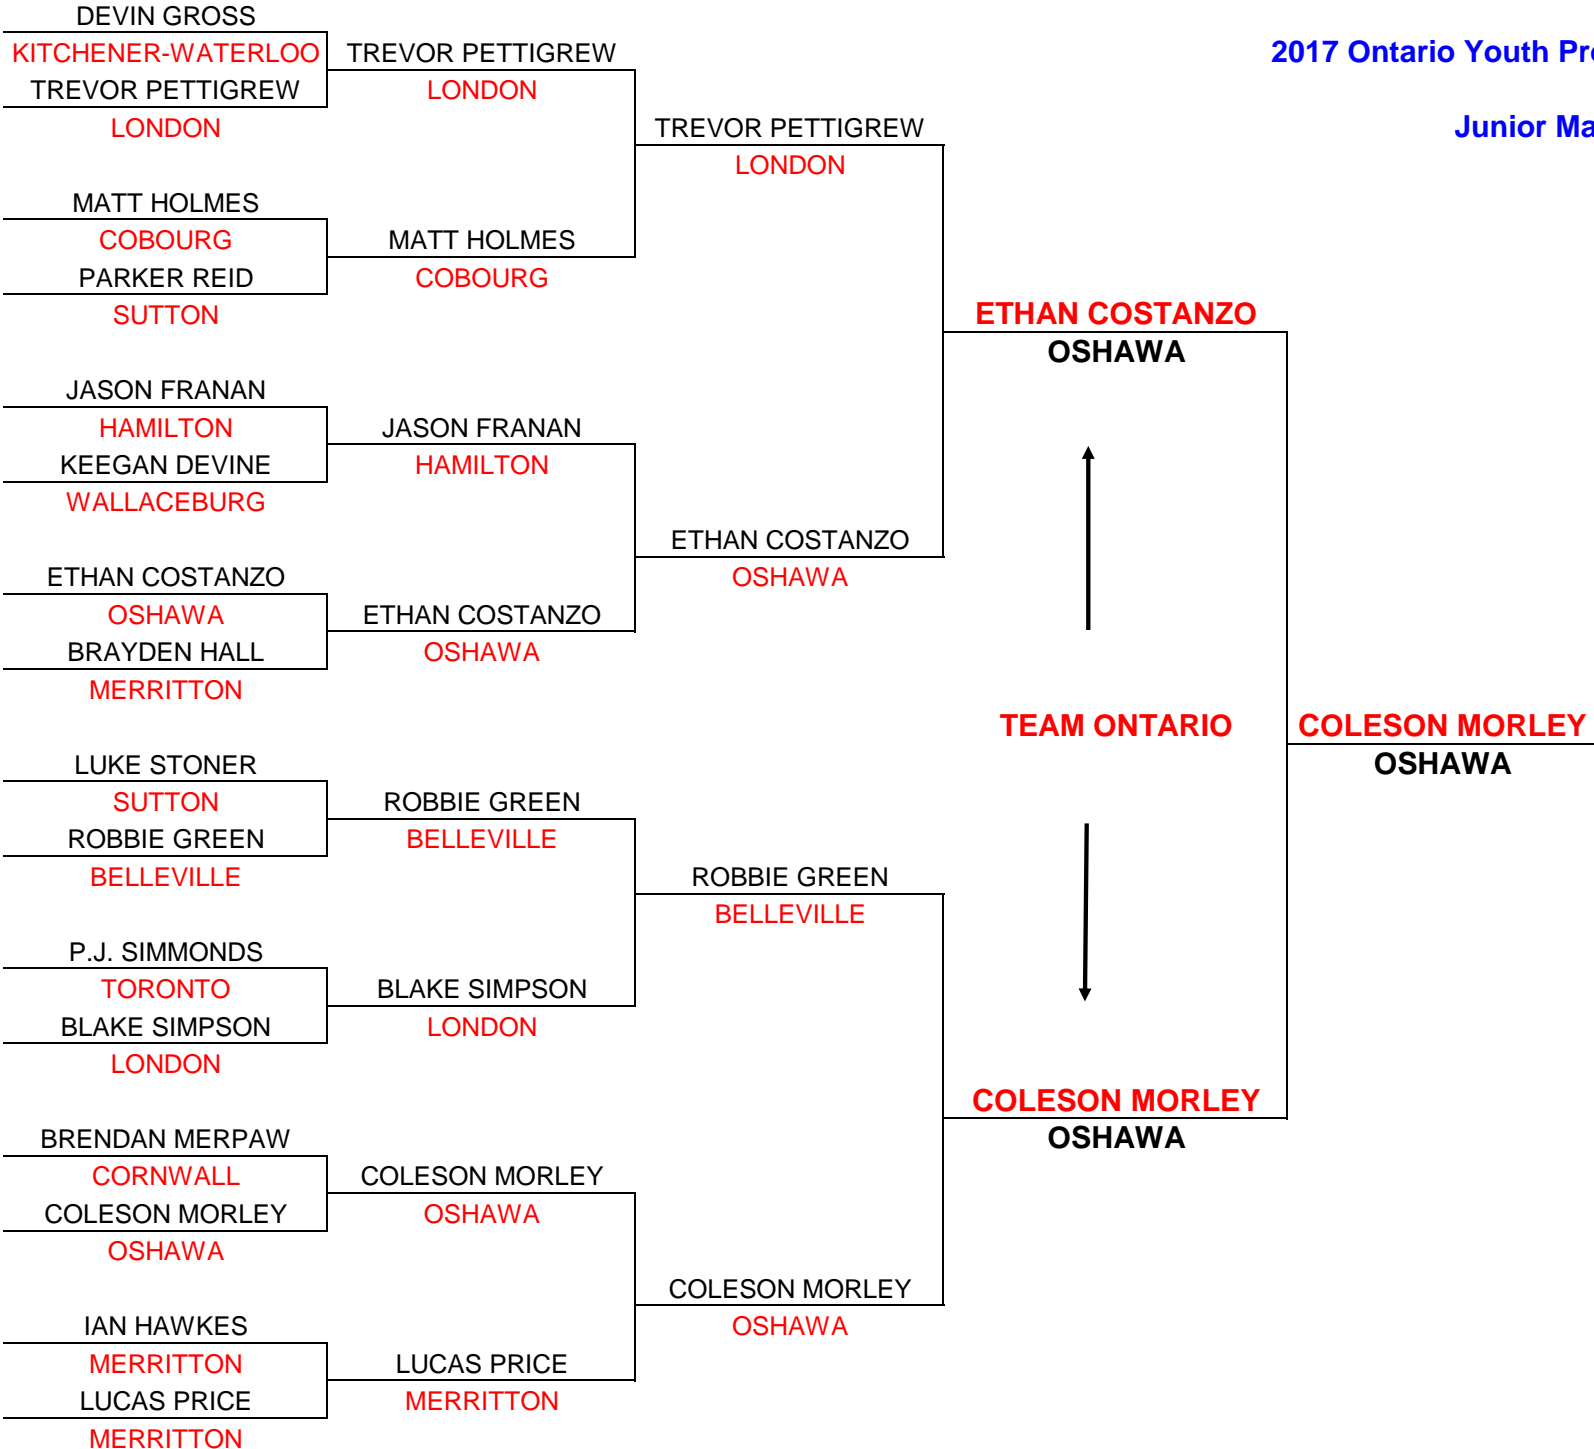 DEVIN GROSS
KITCHENER-WATERLOO
TREVOR PETTIGREW
LONDON
MATT HOLMES
COBOURG
PARKER REID
SUTTON
JASON FRANAN
HAMILTON
KEEGAN DEVINE
WALLACEBURG
ETHAN COSTANZO
OSHAWA
BRAYDEN HALL
MERRITTON
LUKE STONER
SUTTON
ROBBIE GREEN
BELLEVILLE
P.J. SIMMONDS
TORONTO
BLAKE SIMPSON
LONDON
BRENDAN MERPAW
CORNWALL
COLESON MORLEY
OSHAWA
IAN HAWKES
MERRITTON
LUCAS PRICE
MERRITTON
TREVOR PETTIGREW
LONDON
MATT HOLMES
COBOURG
JASON FRANAN
HAMILTON
ETHAN COSTANZO
OSHAWA
ROBBIE GREEN
BELLEVILLE
BLAKE SIMPSON
LONDON
COLESON MORLEY
OSHAWA
LUCAS PRICE
MERRITTON
TREVOR PETTIGREW
LONDON
ETHAN COSTANZO
OSHAWA
ROBBIE GREEN
BELLEVILLE
COLESON MORLEY
OSHAWA
ETHAN COSTANZO
OSHAWA
TEAM ONTARIO
COLESON MORLEY
OSHAWA
2017 Ontario Youth
Junior
COLESON MORLEY
OSHAWA